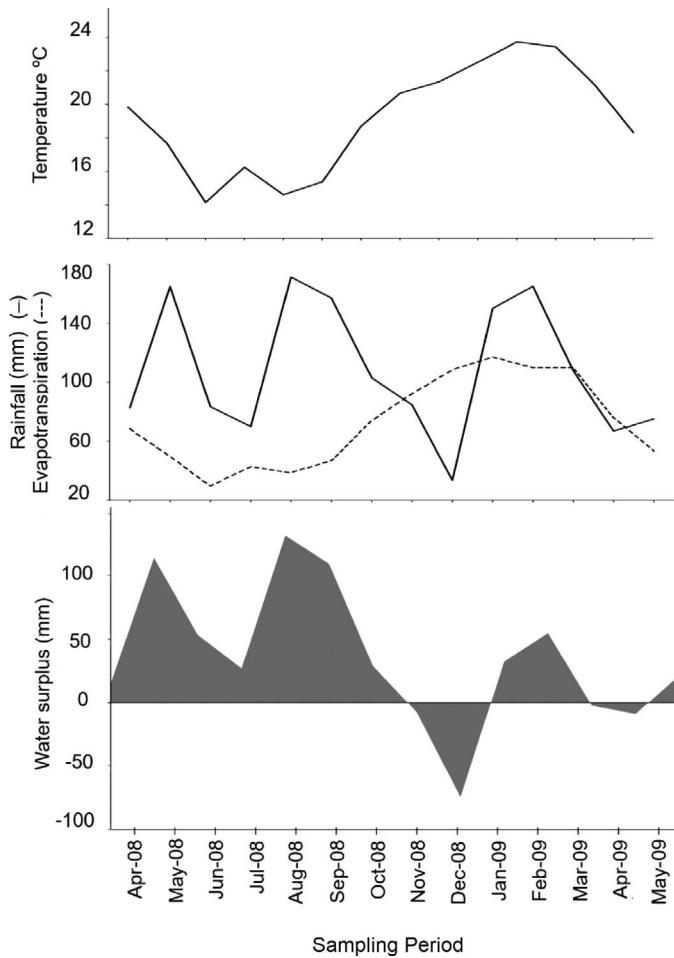 24
20
16
12
Temperature ºC
180
140
100
60
20
Rainfall (mm) (–)
Evapotranspiration (---)
100
50
0
-50
-100
Water surplus (mm)
Apr-08
May-08
Jun-08
Jul-08
Aug-08
Sep-08
Oct-08
Nov-08
Dec-08
Jan-09
Feb-09
Mar-09
Apr-09
May-09
Sampling Period